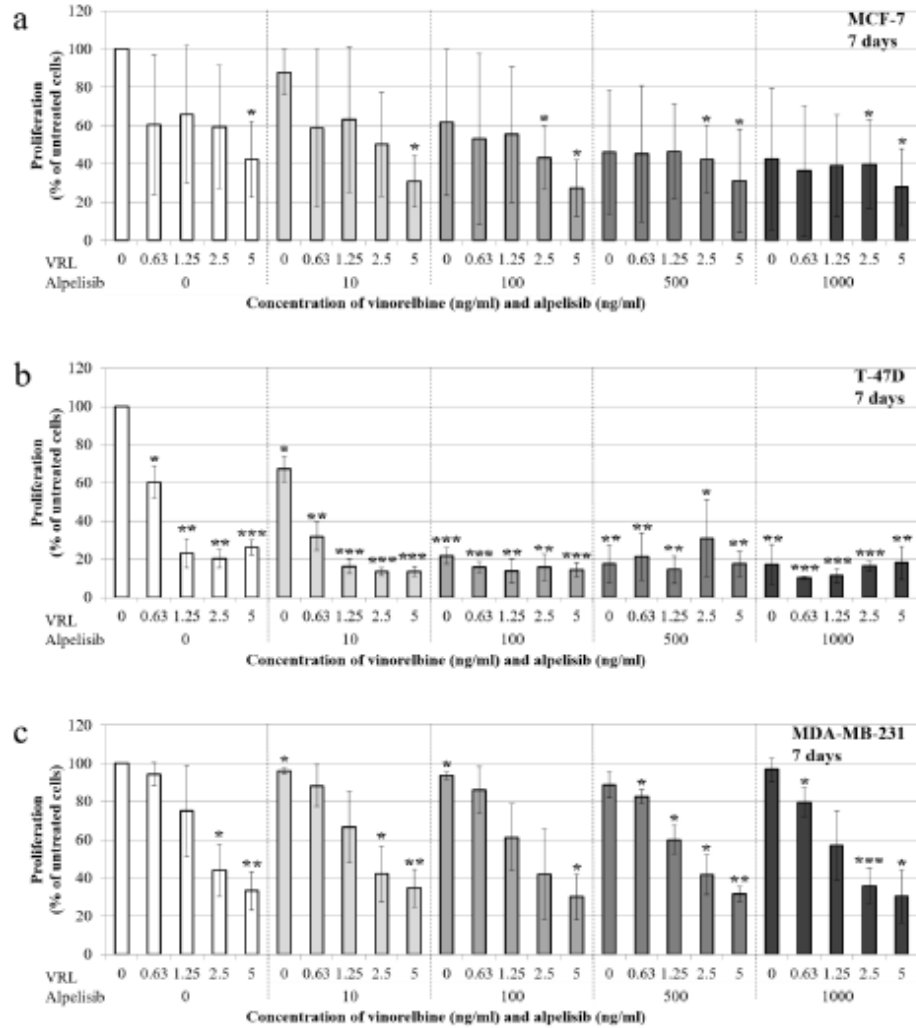 a
MCF-7
7 days
120
100
80
60
40
20
0
Proliferation
(% of untreated cells)
* * * * * * * *
VRL 0 0.63 1.25 2.5 5 0 0.63 1.25 2.5 5 0 0.63 1.25 2.5 5 0 0.63 1.25 2.5 5 0 0.63 1.25 2.5 5
Alpelisib 0 10 100 500 1000
Concentration of vinorelbine (ng/ml) and alpelisib (ng/ml)
b
T-47D
7 days
120
100
80
60
40
20
0
Proliferation
(% of untreated cells)
* ** ** *** * ** *** *** *** *** *** ** ** *** ** ** ** * ** ** *** *** *** **
VRL 0 0.63 1.25 2.5 5 0 0.63 1.25 2.5 5 0 0.63 1.25 2.5 5 0 0.63 1.25 2.5 5 0 0.63 1.25 2.5 5
Alpelisib 0 10 100 500 1000
Concentration of vinorelbine (ng/ml) and alpelisib (ng/ml)
c
MDA-MB-231
7 days
120
100
80
60
40
20
0
Proliferation
(% of untreated cells)
* ** * * ** * * * * * ** * *** *
VRL 0 0.63 1.25 2.5 5 0 0.63 1.25 2.5 5 0 0.63 1.25 2.5 5 0 0.63 1.25 2.5 5 0 0.63 1.25 2.5 5
Alpelisib 0 10 100 500 1000
Concentration of vinorelbine (ng/ml) and alpelisib (ng/ml)